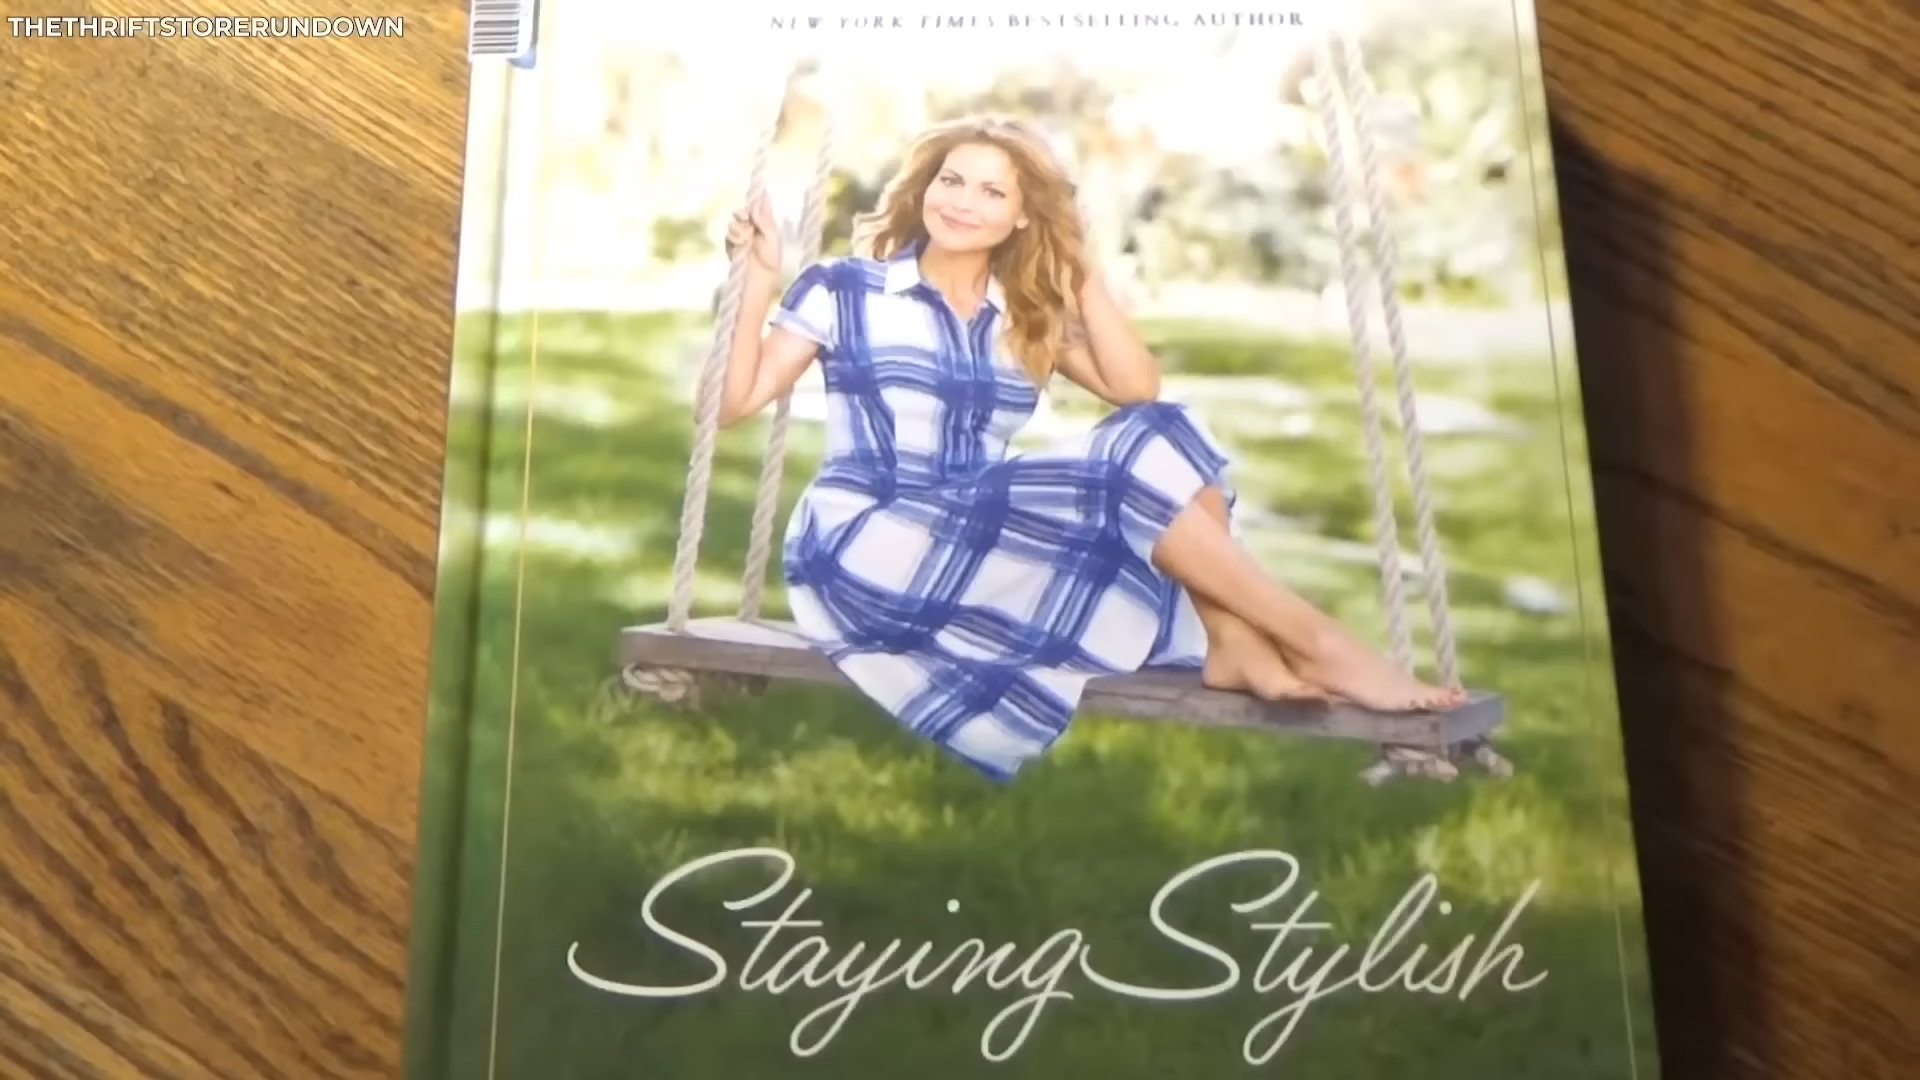 THETHRIFTSTORERUNDOWN
NEW YORK TIMES BESTSELLING AUTHOR
Staying Stylish